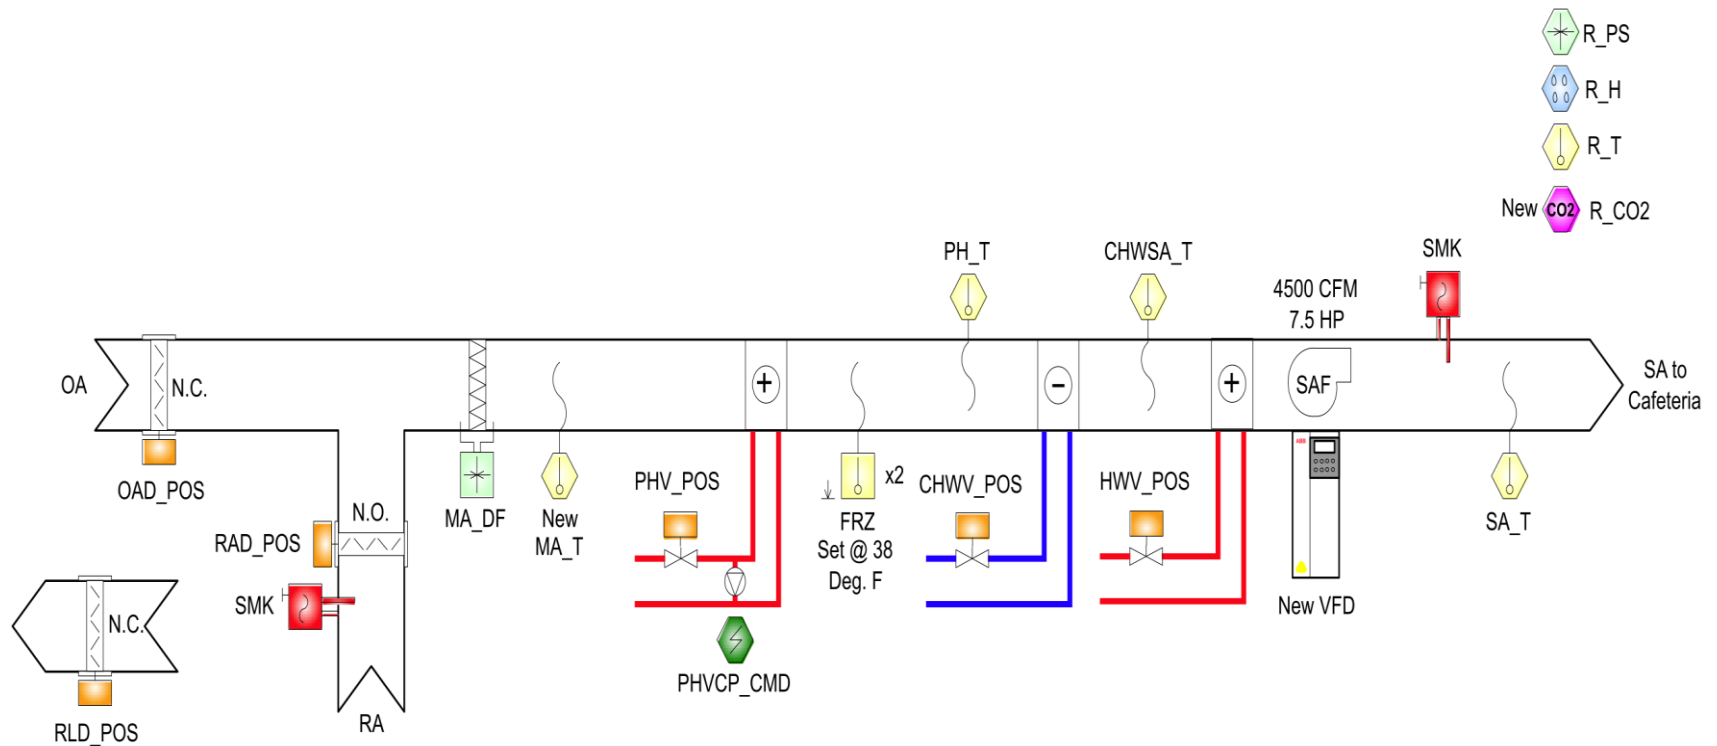 R_PS
R_H
R_T
New CO2 R_CO2
PH_T
CHWSA_T
SMK
4500 CFM
7.5 HP
OA
N.C.
+
-
+
SAF
SA to
Cafeteria
OAD_POS
MA_DF
New
MA_T
PHV_POS
x2
FRZ
Set @ 38
Deg. F
CHWV_POS
HWV_POS
ABB
New VFD
SA_T
N.O.
RAD_POS
SMK
N.C.
RLD_POS
RA
PHVCP_CMD